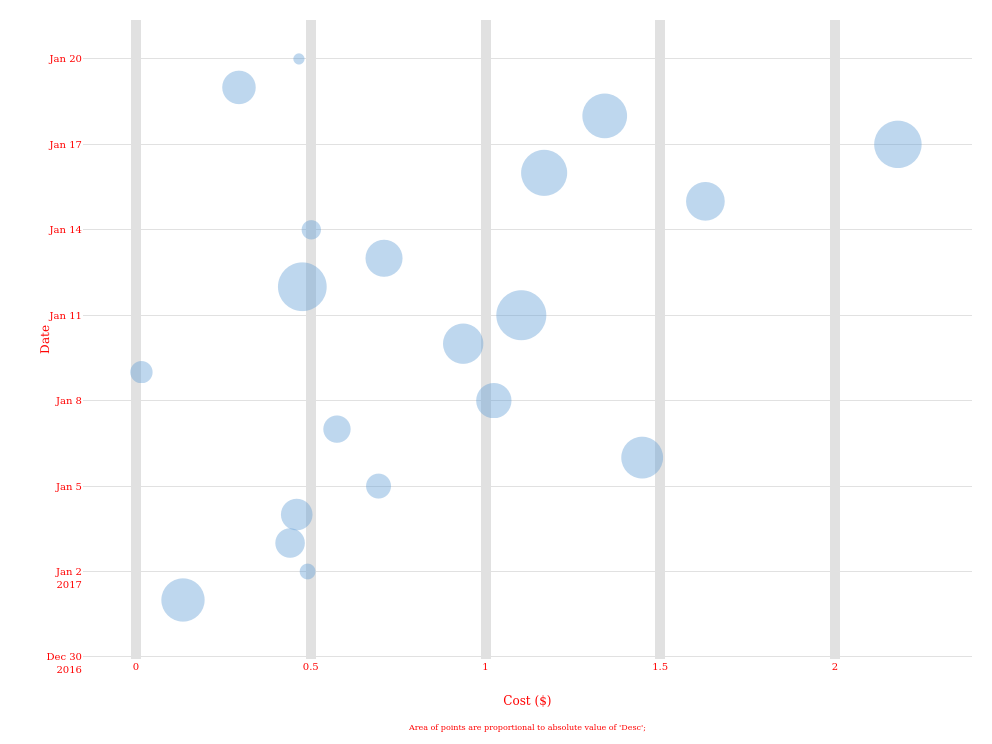 Jan 20
Jan 17
Jan 14
Jan 11
Date
Jan 8
Jan 5
Jan 2
2017
Dec 30
2016
0 0.5 1 1.5 2
Cost ($)
Area of points are proportional to absolute value of 'Desc';